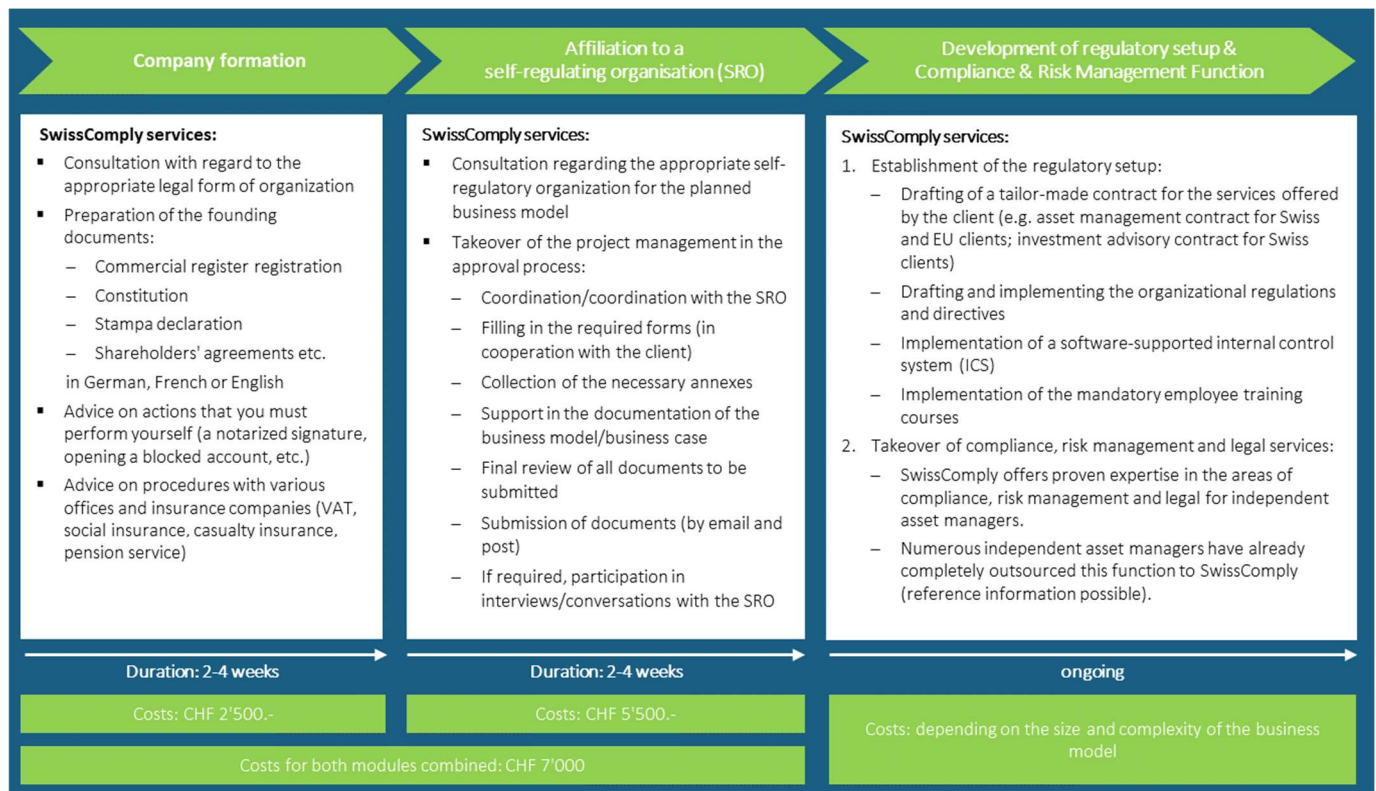 Company formation
Affiliation to a
self-regulating organisation (SRO)
Development of regulatory setup &
Compliance & Risk Management Function
SwissComply services:
▪ Consultation with regard to the
appropriate legal form of organization
▪ Preparation of the founding
documents:
– Commercial register registration
– Constitution
– Stampa declaration
– Shareholders' agreements etc.
in German, French or English
▪ Advice on actions that you must
perform yourself (a notarized signature,
opening a blocked account, etc.)
▪ Advice on procedures with various
offices and insurance companies (VAT,
social insurance, casualty insurance,
pension service)
SwissComply services:
▪ Consultation regarding the appropriate self-
regulatory organization for the planned
business model
▪ Takeover of the project management in the
approval process:
– Coordination/coordination with the SRO
– Filling in the required forms (in
cooperation with the client)
– Collection of the necessary annexes
– Support in the documentation of the
business model/business case
– Final review of all documents to be
submitted
– Submission of documents (by email and
post)
– If required, participation in
interviews/conversations with the SRO
SwissComply services:
1. Establishment of the regulatory setup:
– Drafting of a tailor-made contract for the services offered
by the client (e.g. asset management contract for Swiss
and EU clients; investment advisory contract for Swiss
clients)
– Drafting and implementing the organizational regulations
and directives
– Implementation of a software-supported internal control
system (ICS)
– Implementation of the mandatory employee training
courses
2. Takeover of compliance, risk management and legal services:
– SwissComply offers proven expertise in the areas of
compliance, risk management and legal for independent
asset managers.
– Numerous independent asset managers have already
completely outsourced this function to SwissComply
(reference information possible).
Duration: 2-4 weeks
Duration: 2-4 weeks
ongoing
Costs: CHF 2'500.-
Costs: CHF 5'500.-
Costs: depending on the size and complexity of the business
model
Costs for both modules combined: CHF 7'000